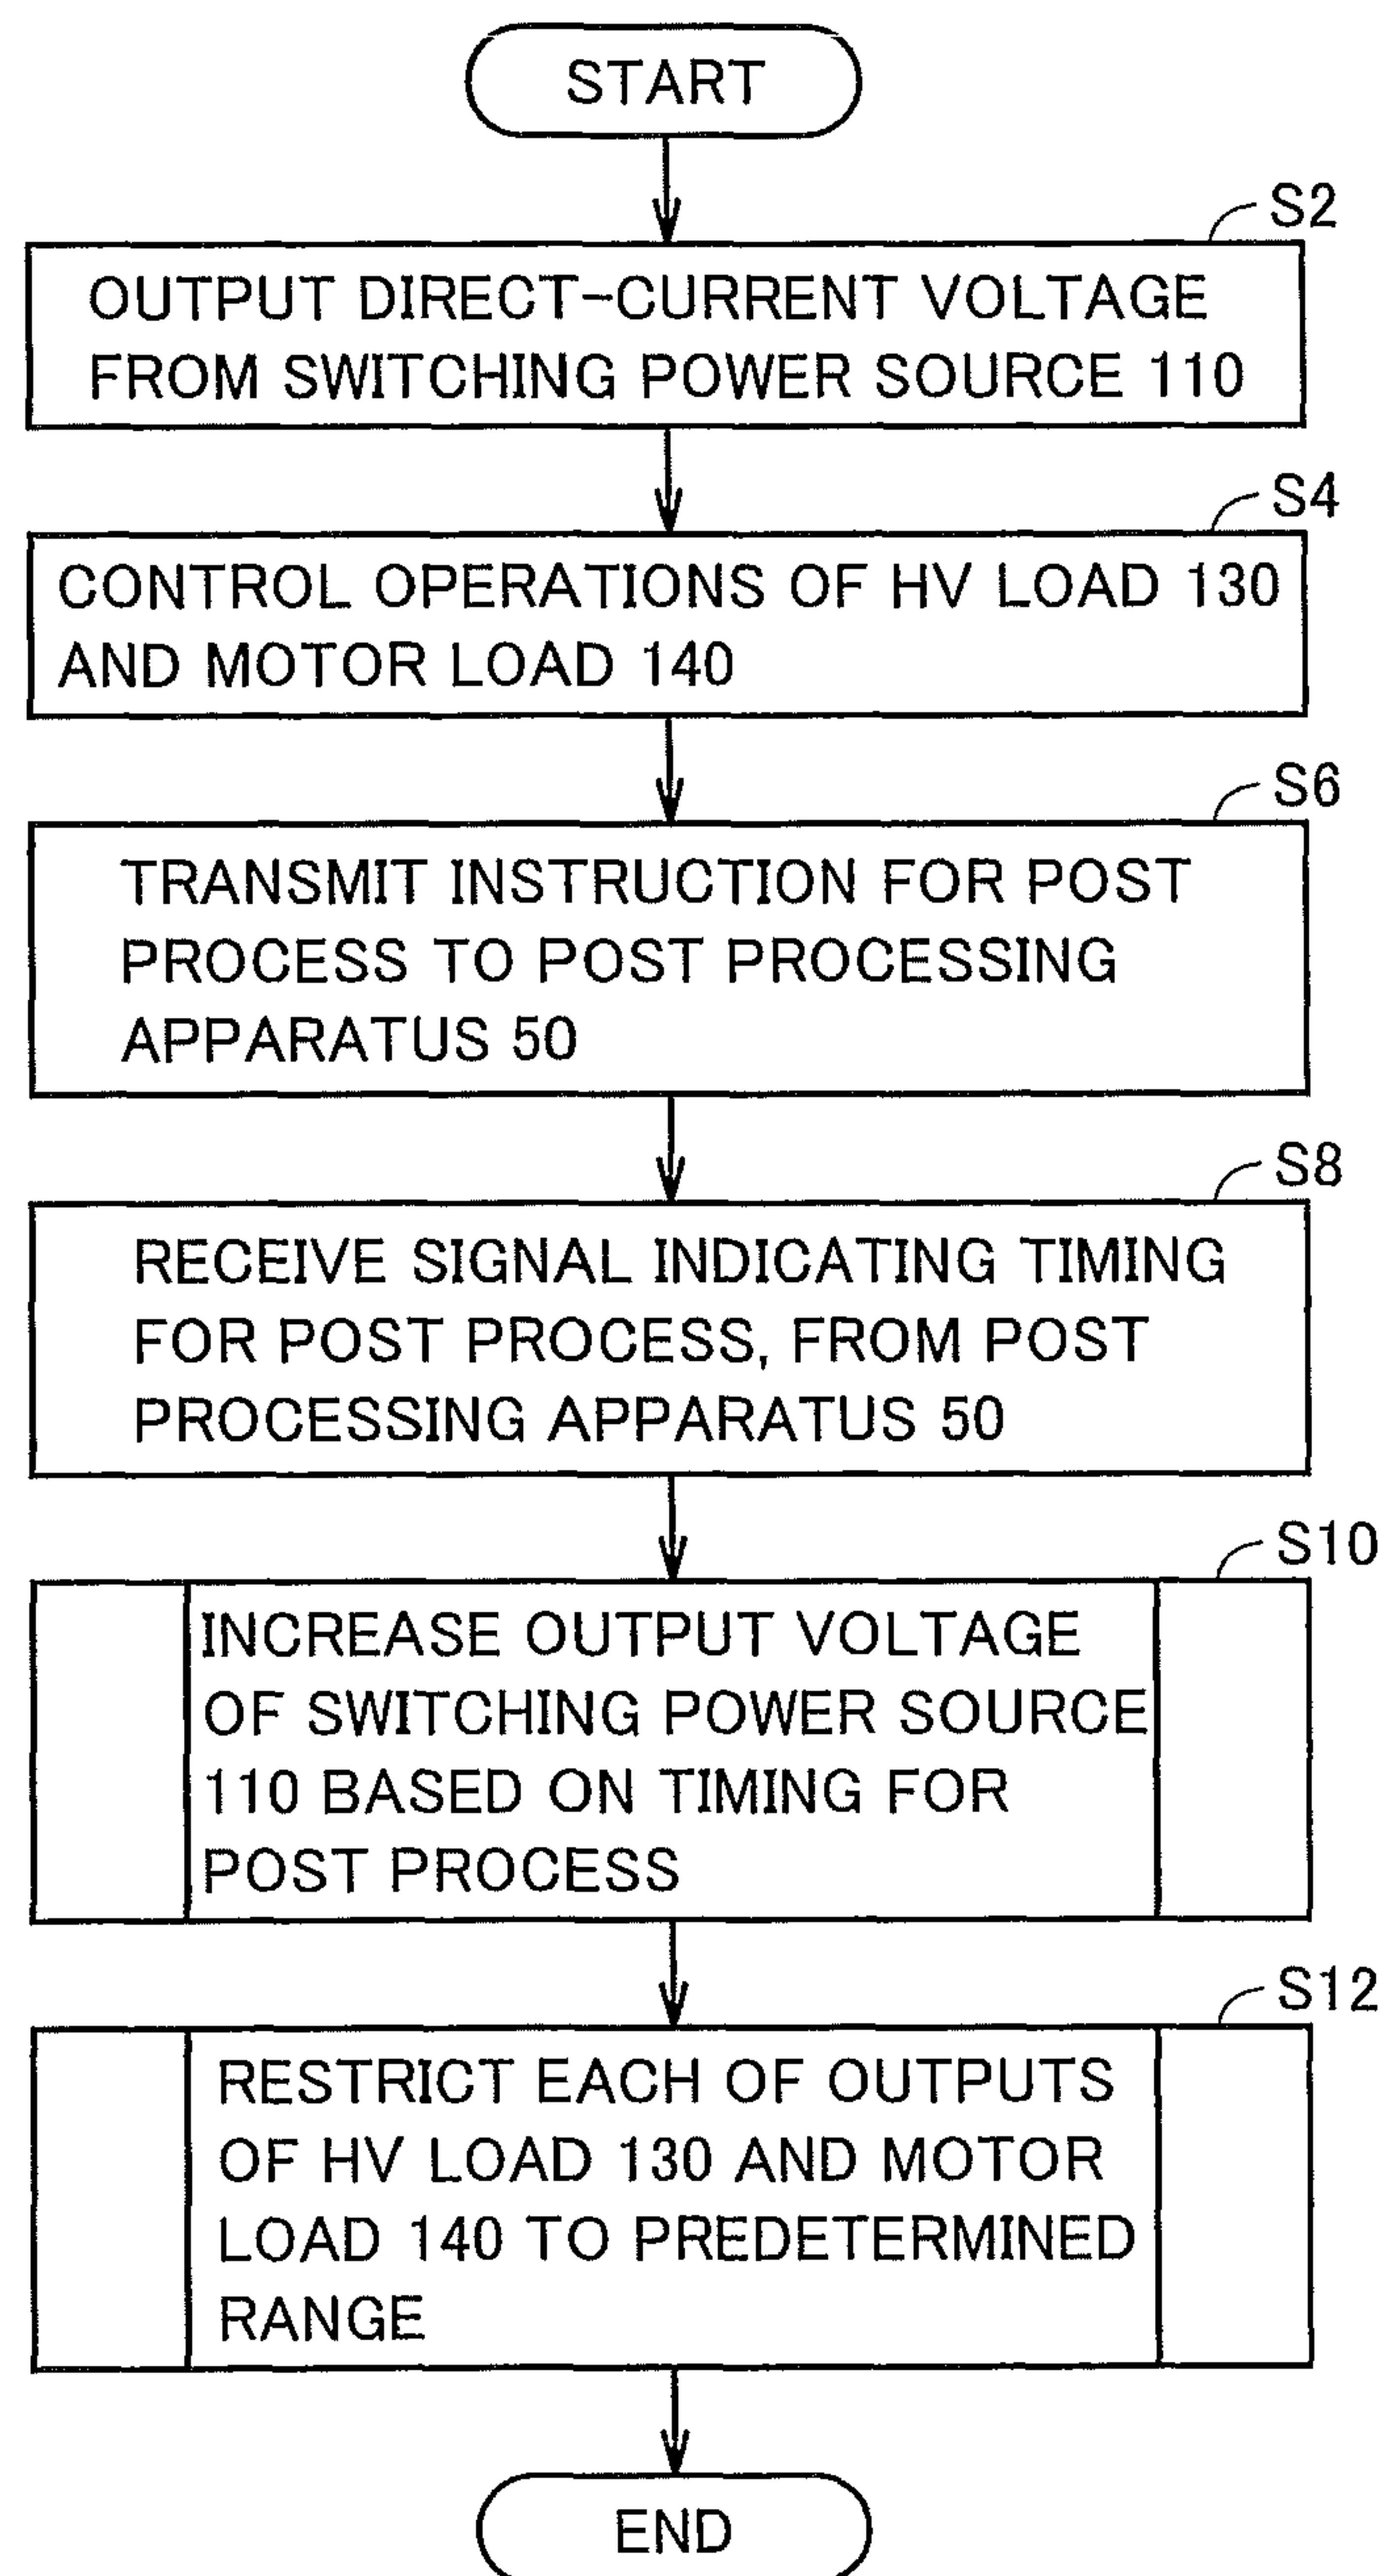 START
S2
OUTPUT DIRECT-CURRENT VOLTAGE
FROM SWITCHING POWER SOURCE 110
S4
CONTROL OPERATIONS OF HV LOAD 130
AND MOTOR LOAD 140
S6
TRANSMIT INSTRUCTION FOR POST
PROCESS TO POST PROCESSING
APPARATUS 50
S8
RECEIVE SIGNAL INDICATING TIMING
FOR POST PROCESS, FROM POST
PROCESSING APPARATUS 50
S10
INCREASE OUTPUT VOLTAGE
OF SWITCHING POWER SOURCE
110 BASED ON TIMING FOR
POST PROCESS
S12
RESTRICT EACH OF OUTPUTS
OF HV LOAD 130 AND MOTOR
LOAD 140 TO PREDETERMINED
RANGE
END